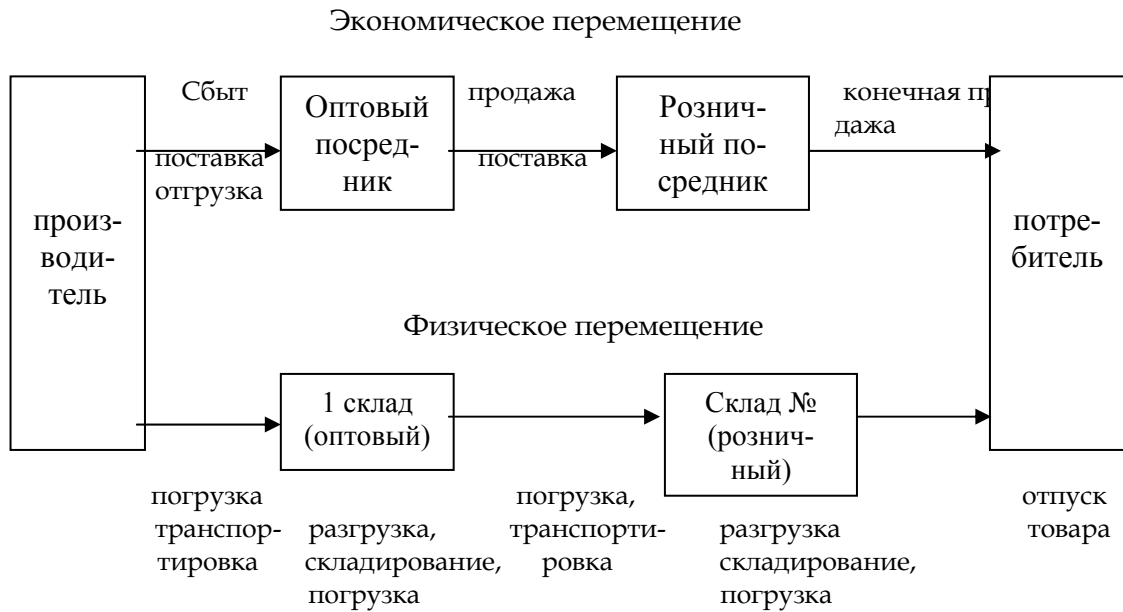 Экономическое перемещение
Сбыт
поставка
отгрузка
Оптовый
посред-
ник
продажа
поставка
Рознич-
ный по-
средник
конечная пр
дажа
произ-
води-
тель
потре-
битель
Физическое перемещение
1 склад
(оптовый)
Склад №
(рознич-
ный)
погрузка
транспор-
тировка
разгрузка,
складирование,
погрузка
погрузка,
транспорти-
ровка
разгрузка
складирование,
погрузка
отпуск
товара